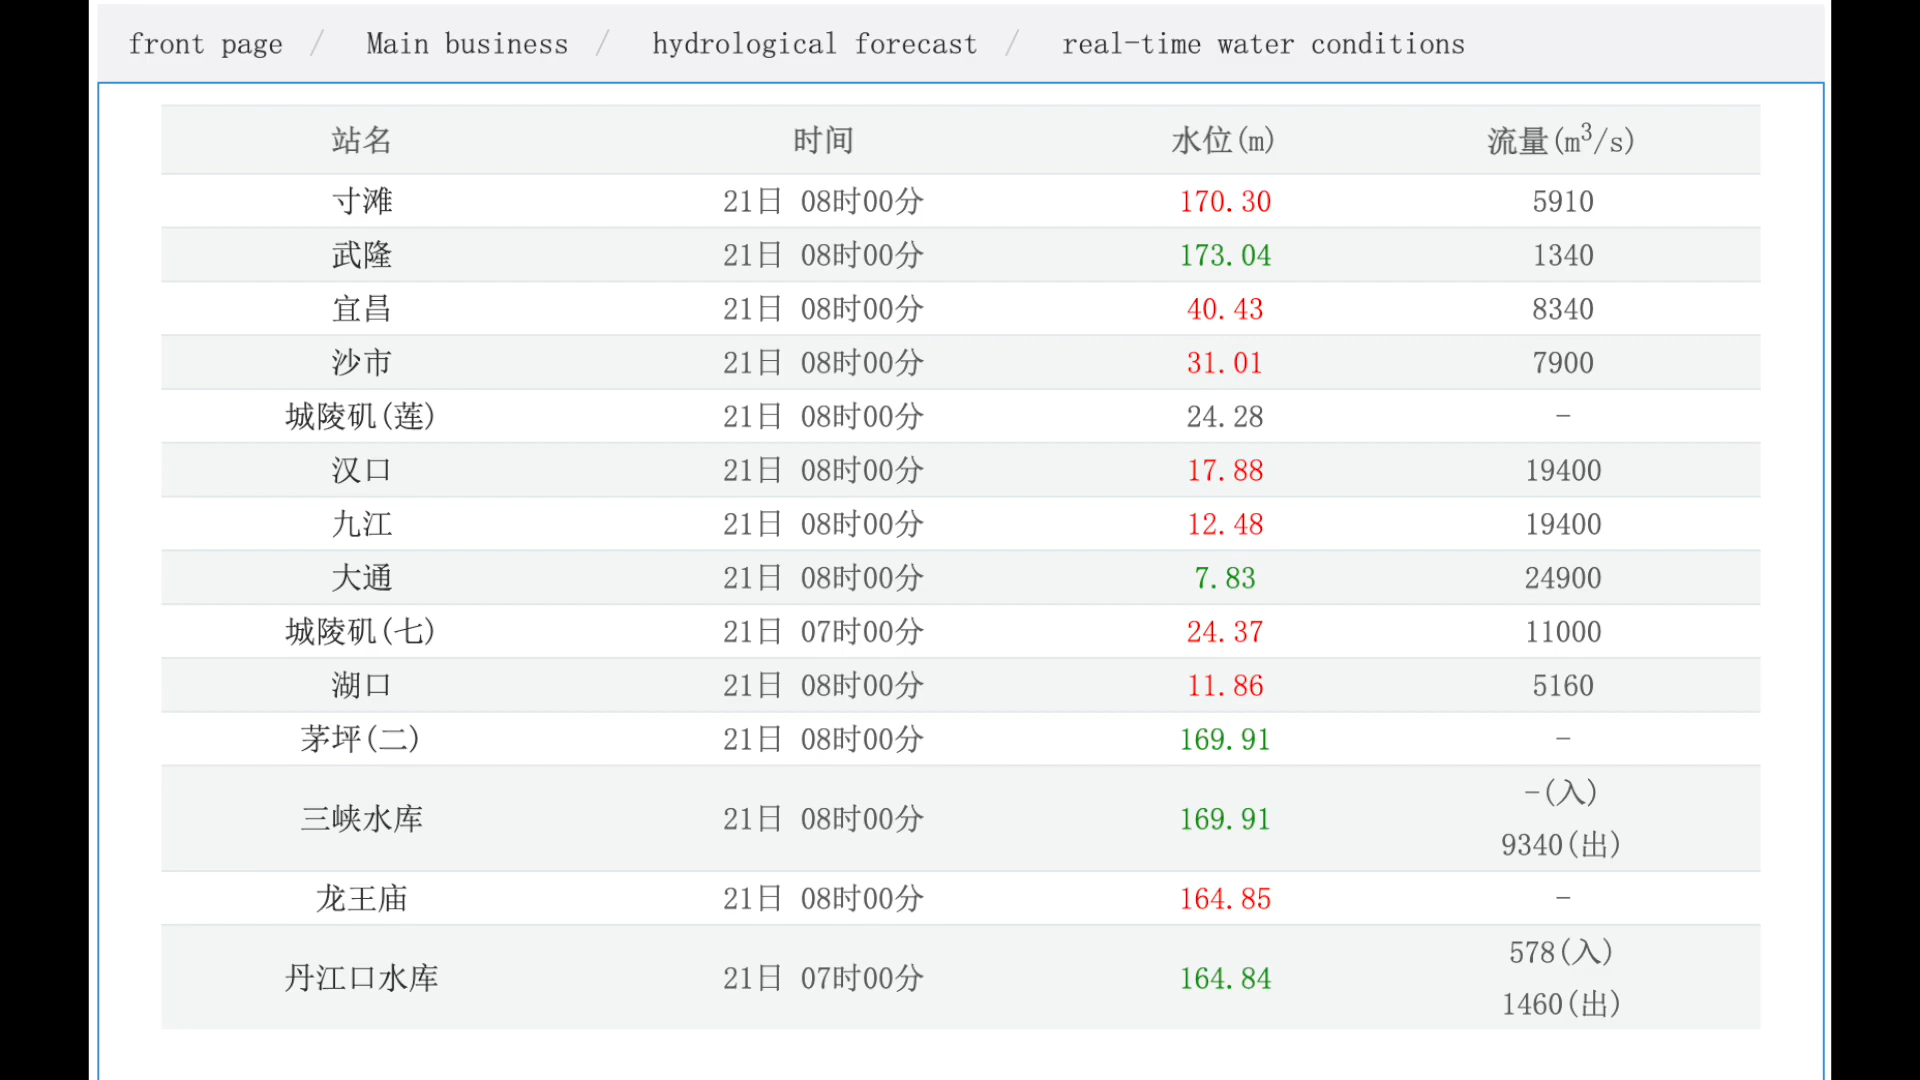 front page / Main business / hydrological forecast / real-time water conditions
站名 时间 水位(m) 流量(m³/s)
寸滩 21日 08时00分 170.30 5910
武隆 21日 08时00分 173.04 1340
宜昌 21日 08时00分 40.43 8340
沙市 21日 08时00分 31.01 7900
城陵矶(莲) 21日 08时00分 24.28 -
汉口 21日 08时00分 17.88 19400
九江 21日 08时00分 12.48 19400
大通 21日 08时00分 7.83 24900
城陵矶(七) 21日 07时00分 24.37 11000
湖口 21日 08时00分 11.86 5160
茅坪(二) 21日 08时00分 169.91 -
三峡水库 21日 08时00分 169.91 -(入)
9340(出)
龙王庙 21日 08时00分 164.85 -
丹江口水库 21日 07时00分 164.84 578(入)
1460(出)